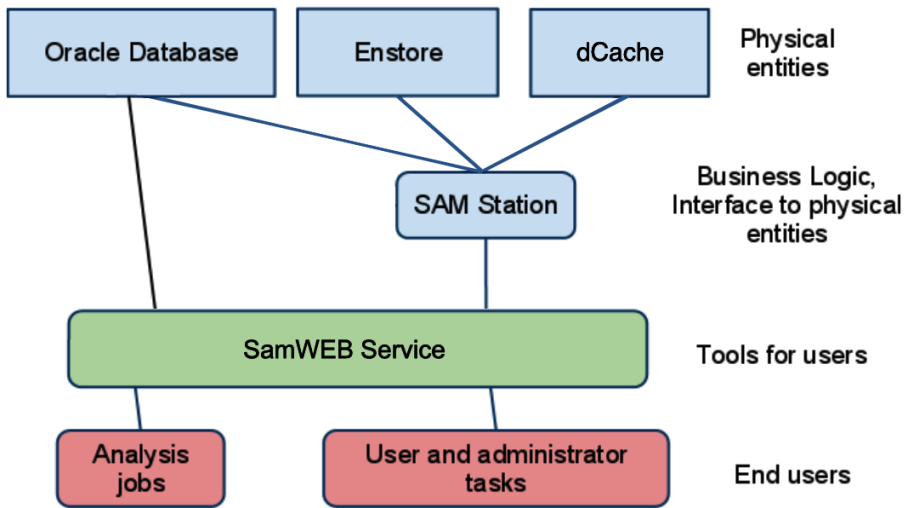 Oracle Database
Enstore
dCache
Physical
entities
SAM Station
Business Logic,
Interface to physical
entities
SamWEB Service
Tools for users
Analysis
jobs
User and administrator
tasks
End users